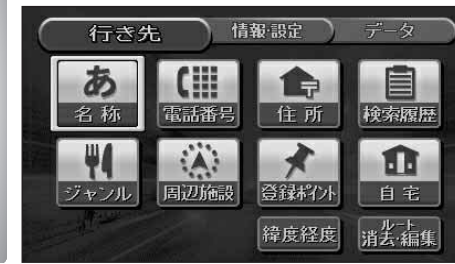 行き先 情報・設定 データ
あ
名称 電話番号 住所 検索履歴
ジャンル 周辺施設 登録ポイント 自宅
緯度経度 ルート
消去・編集